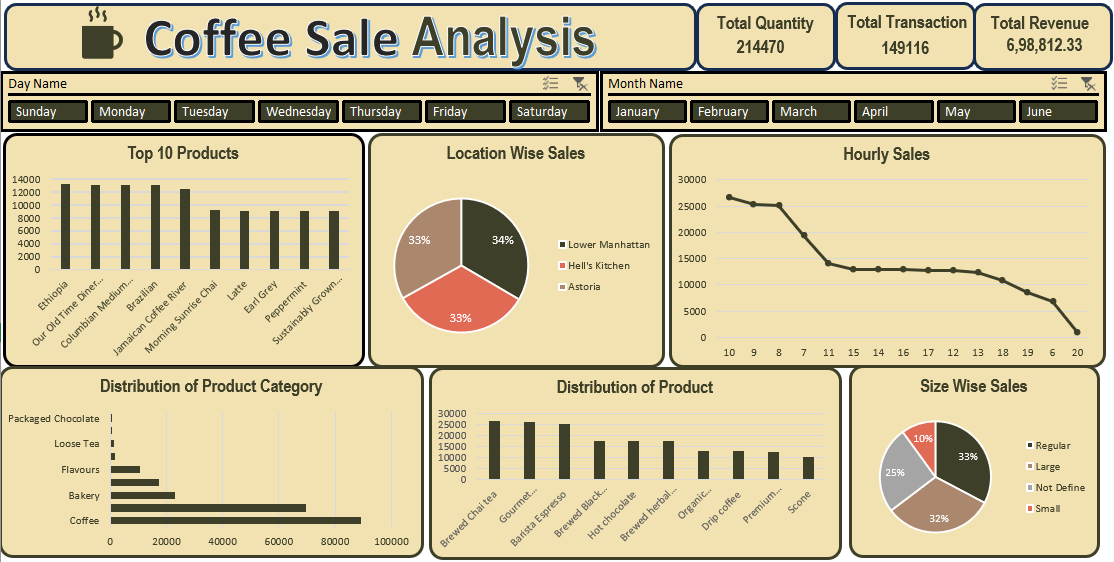 Coffee Sale Analysis
Total Quantity
214470
Total Transaction
149116
Total Revenue
6,98,812.33
Day Name
Sunday Monday Tuesday Wednesday Thursday Friday Saturday
Month Name
January February March April May June
Top 10 Products
14000
12000
10000
8000
6000
4000
2000
0
Ethiopia
Our Old Time Diner...
Columbian Medium...
Brazilian
Jamaican Coffee River
Morning Sunrise Chai
Latte
Earl Grey
Peppermint
Sustainably Grown...
Location Wise Sales
33%
34%
33%
Lower Manhattan
Hell's Kitchen
Astoria
Hourly Sales
30000
25000
20000
15000
10000
5000
0
10 9 8 7 11 15 14 16 17 12 13 18 19 6 20
Distribution of Product Category
Packaged Chocolate
Loose Tea
Flavours
Bakery
Coffee
0 20000 40000 60000 80000 100000
Distribution of Product
30000
25000
20000
15000
10000
5000
0
Brewed Chai tea
Gourmet...
Barista Espresso
Brewed Black...
Hot chocolate
Brewed herbal...
Organic...
Drip coffee
Premium...
Scone
Size Wise Sales
10%
33%
25%
32%
Regular
Large
Not Define
Small